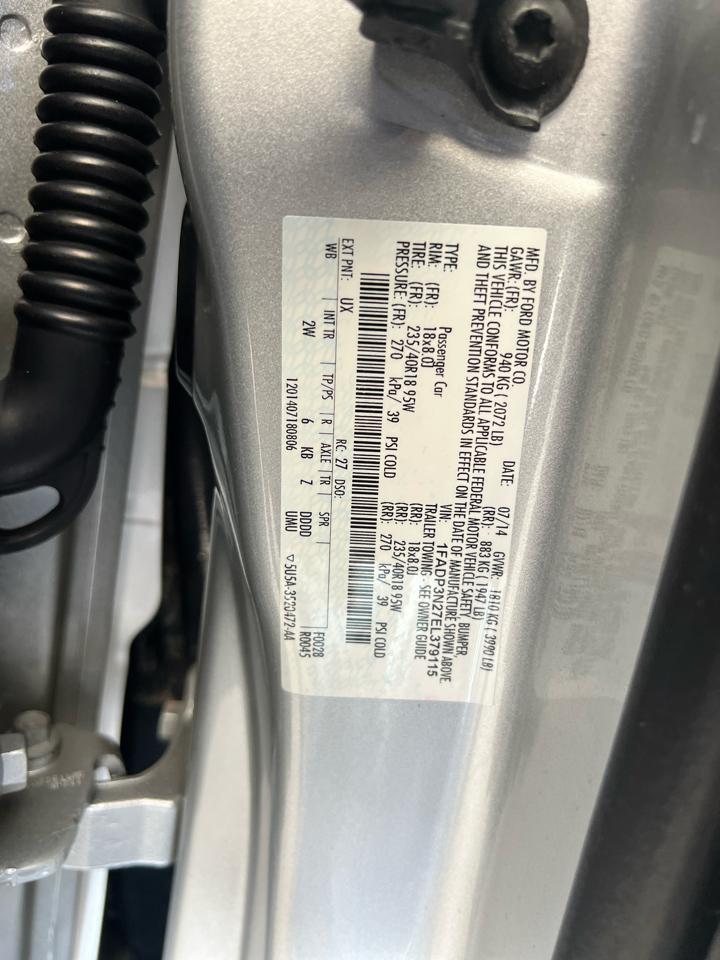 MFD. BY FORD MOTOR CO.
DATE: 07/14 GVWR: 1810 KG ( 3990 LB)
GAWR: (FR): 940 KG ( 2072 LB) (RR): 883 KG ( 1947 LB)
THIS VEHICLE CONFORMS TO ALL APPLICABLE FEDERAL MOTOR VEHICLE SAFETY, BUMPER,
AND THEFT PREVENTION STANDARDS IN EFFECT ON THE DATE OF MANUFACTURE SHOWN ABOVE.
VIN: 1FADP3N27EL379115
TYPE: Passenger Car TRAILER TOWING - SEE OWNER GUIDE
RIM: (FR): 18x8.0J (RR): 18x8.0J
TIRE: (FR): 235/40R18 95W (RR): 235/40R18 95W
PRESSURE: (FR): 270 kPa/ 39 PSI COLD (RR): 270 kPa/ 39 PSI COLD
EXT PNT: UX RC: 27 DSO: F0028
WB INT TR TP/PS R AXLE TR SPR R0045
2W 6 KB Z DDDD
UMU
1201407180806 ▽5U5A-3520472-AA